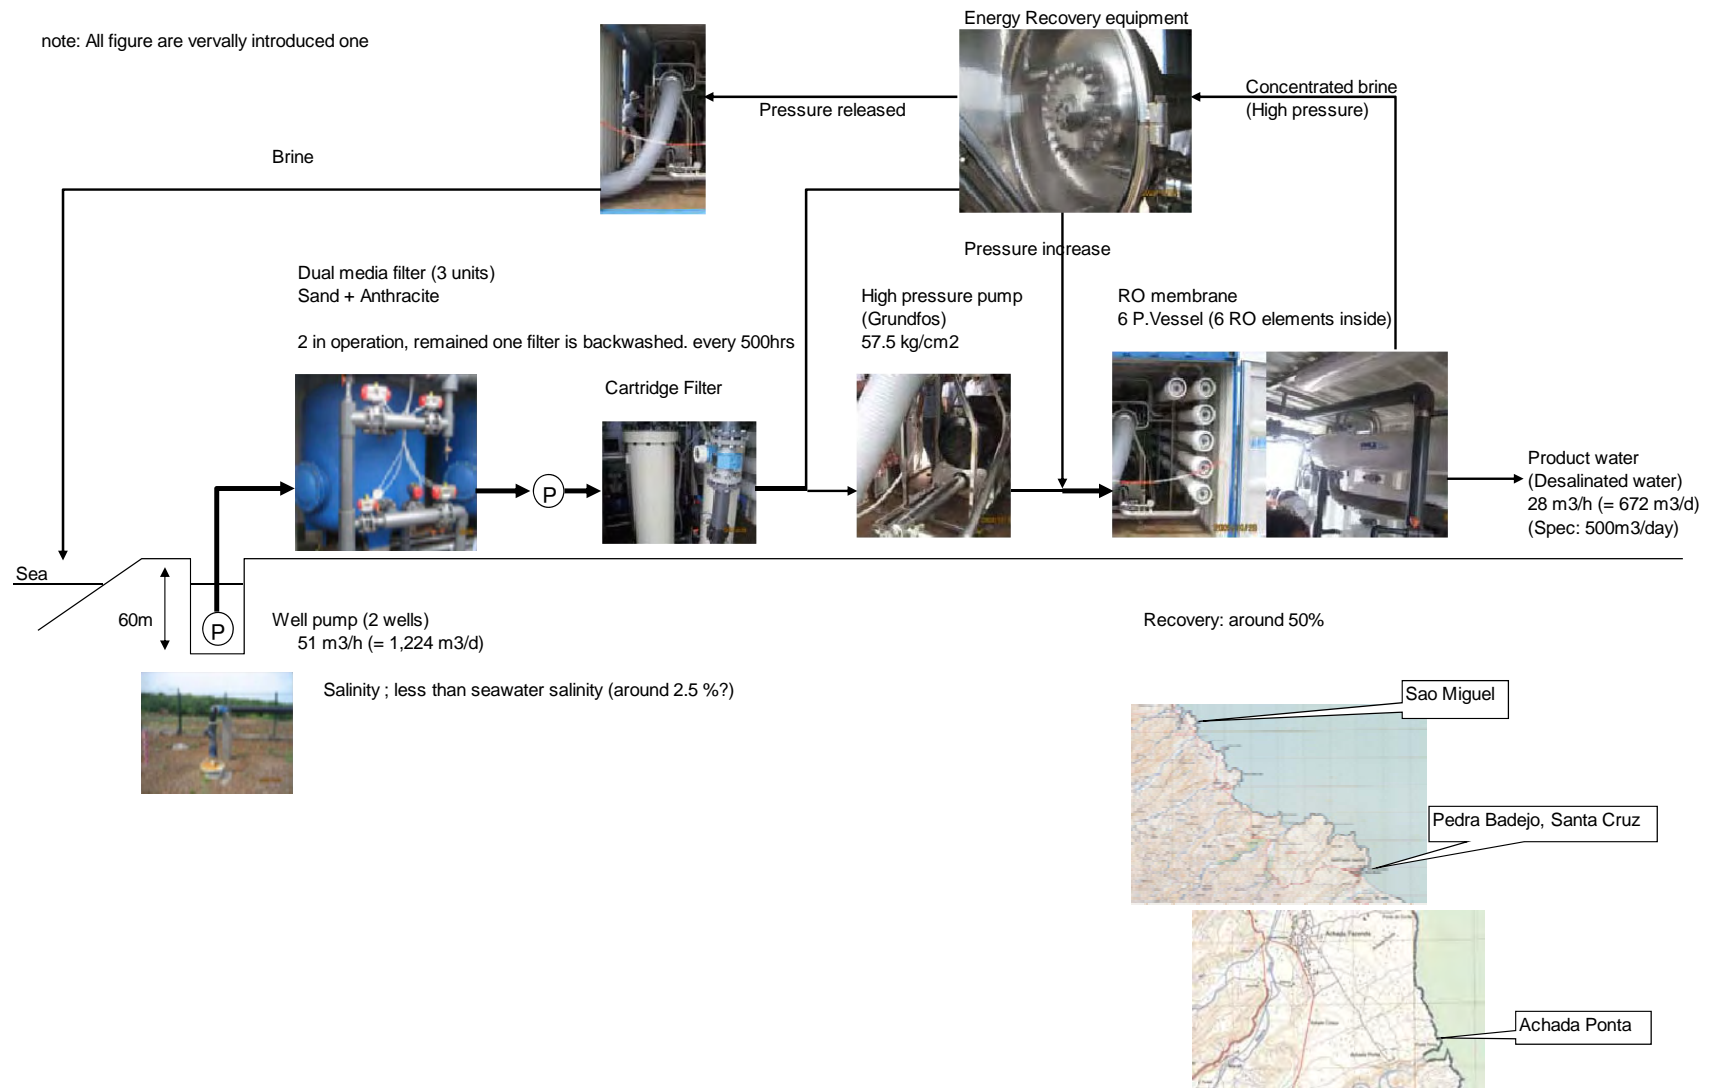 Energy Recovery equipment
note: All figure are vervally introduced one
Concentrated brine
(High pressure)
Pressure released
Brine
Pressure increase
Dual media filter (3 units)
Sand + Anthracite
2 in operation, remained one filter is backwashed. every 500hrs
High pressure pump
(Grundfos)
57.5 kg/cm2
RO membrane
6 P.Vessel (6 RO elements inside)
Cartridge Filter
P
Product water
(Desalinated water)
28 m3/h (= 672 m3/d)
(Spec: 500m3/day)
Sea
60m
P
Well pump (2 wells)
51 m3/h (= 1,224 m3/d)
Recovery: around 50%
Salinity ; less than seawater salinity (around 2.5 %?)
Sao Miguel
Pedra Badejo, Santa Cruz
Achada Fazenda
Achada Ponta
Achada Ponta